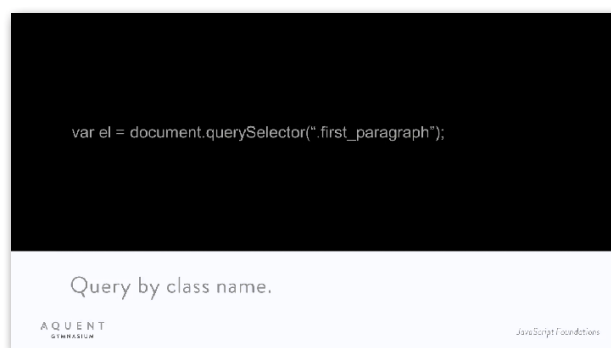 var el = document.querySelector(“.first_paragraph”);
Query by class name.
AQUENT
GYMNASIUM
JavaScript Foundations